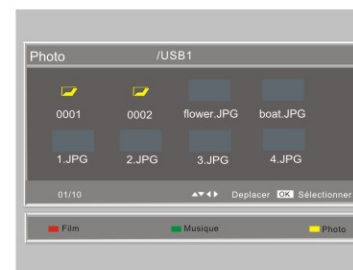 Photo /USB1
0001 0002 flower.JPG boat.JPG
1.JPG 2.JPG 3.JPG 4.JPG
01/10 Deplacer OK Sélectionner
Film Musique Photo